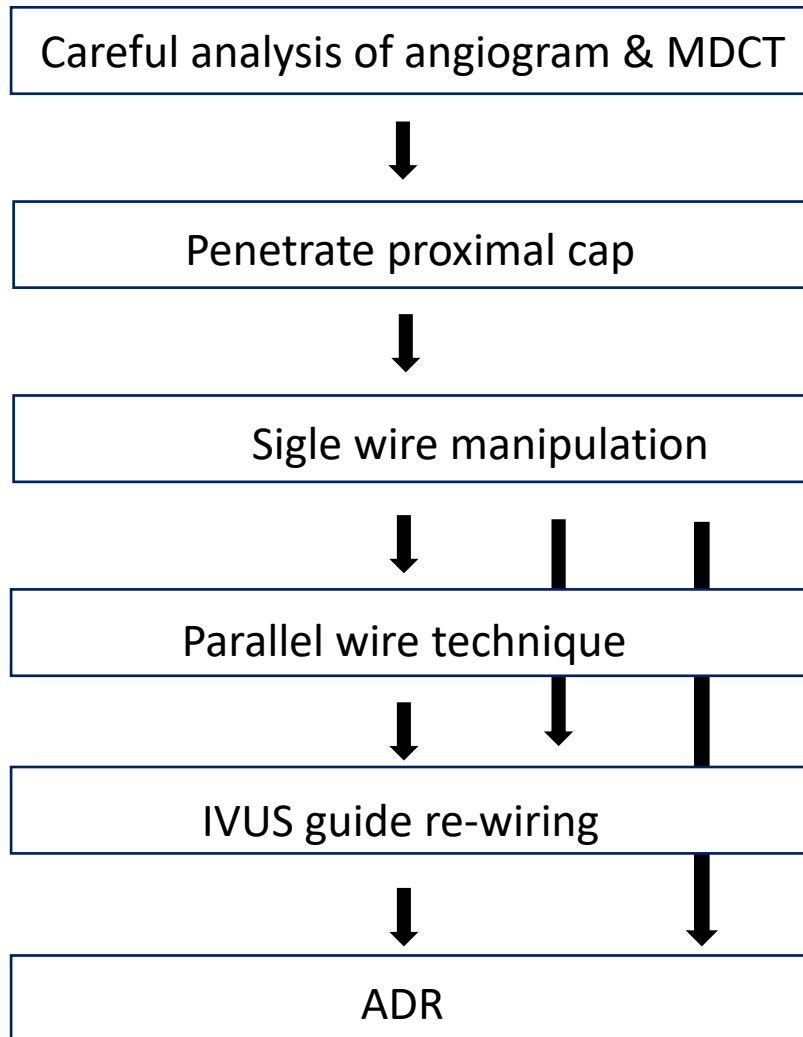 Careful analysis of angiogram & MDCT
Penetrate proximal cap
Sigle wire manipulation
Parallel wire technique
IVUS guide re-wiring
ADR